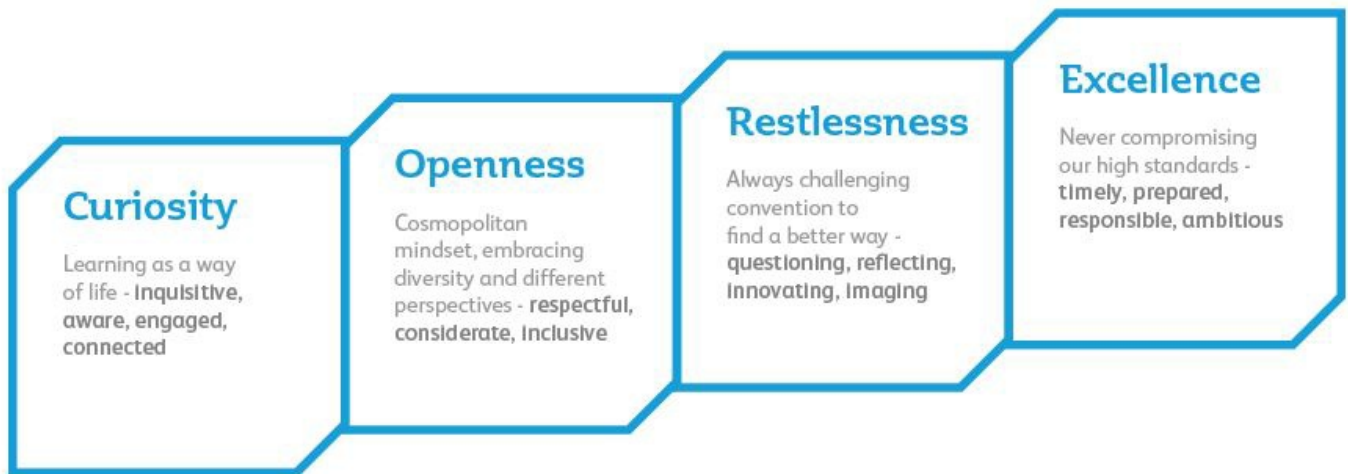 Curiosity
Learning as a way
of life - inquisitive,
aware, engaged,
connected
Openness
Cosmopolitan
mindset, embracing
diversity and different
perspectives - respectful,
considerate, inclusive
Restlessness
Always challenging
convention to
find a better way -
questioning, reflecting,
innovating, imaging
Excellence
Never compromising
our high standards -
timely, prepared,
responsible, ambitious